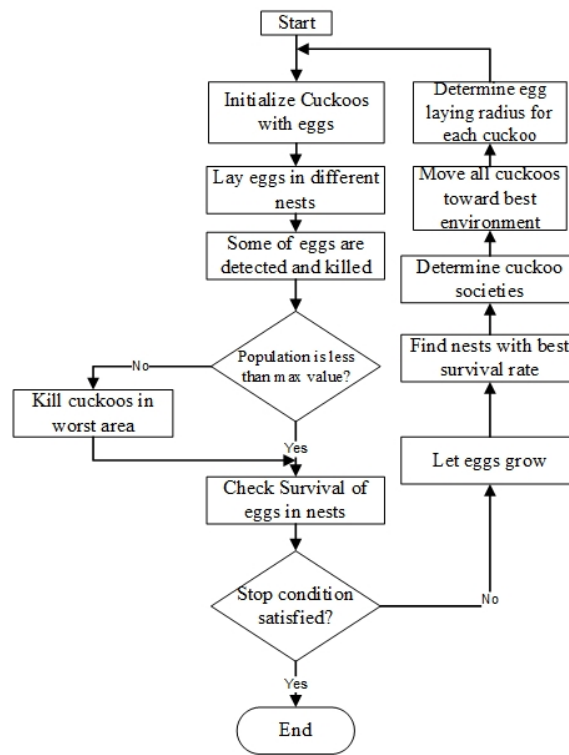 Start
Initialize Cuckoos
with eggs
Lay eggs in different
nests
Some of eggs are
detected and killed
Population is less
than max value?
No
Kill cuckoos in
worst area
Yes
Check Survival of
eggs in nests
Stop condition
satisfied?
Yes
End
No
Let eggs grow
Find nests with best
survival rate
Determine cuckoo
societies
Move all cuckoos
toward best
environment
Determine egg
laying radius for
each cuckoo